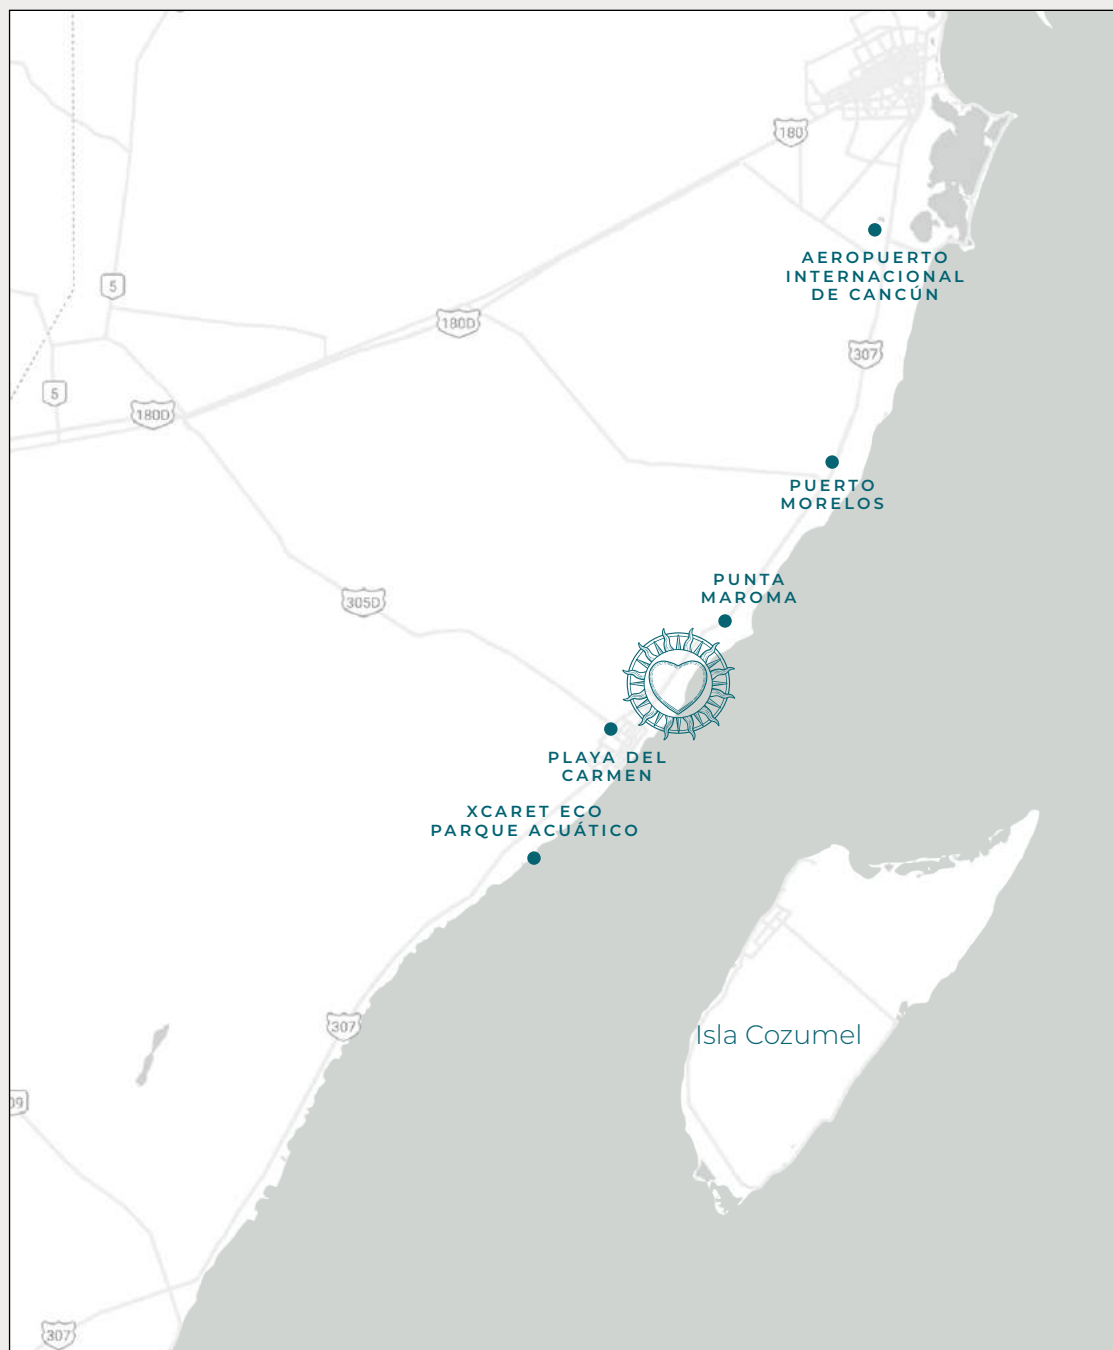 180
AEROPUERTO
INTERNACIONAL
DE CANCÚN
5
180D
307
5
180D
PUERTO
MORELOS
PUNTA
MAROMA
305D
PLAYA DEL
CARMEN
XCARET ECO
PARQUE ACUÁTICO
307
Isla Cozumel
09
307